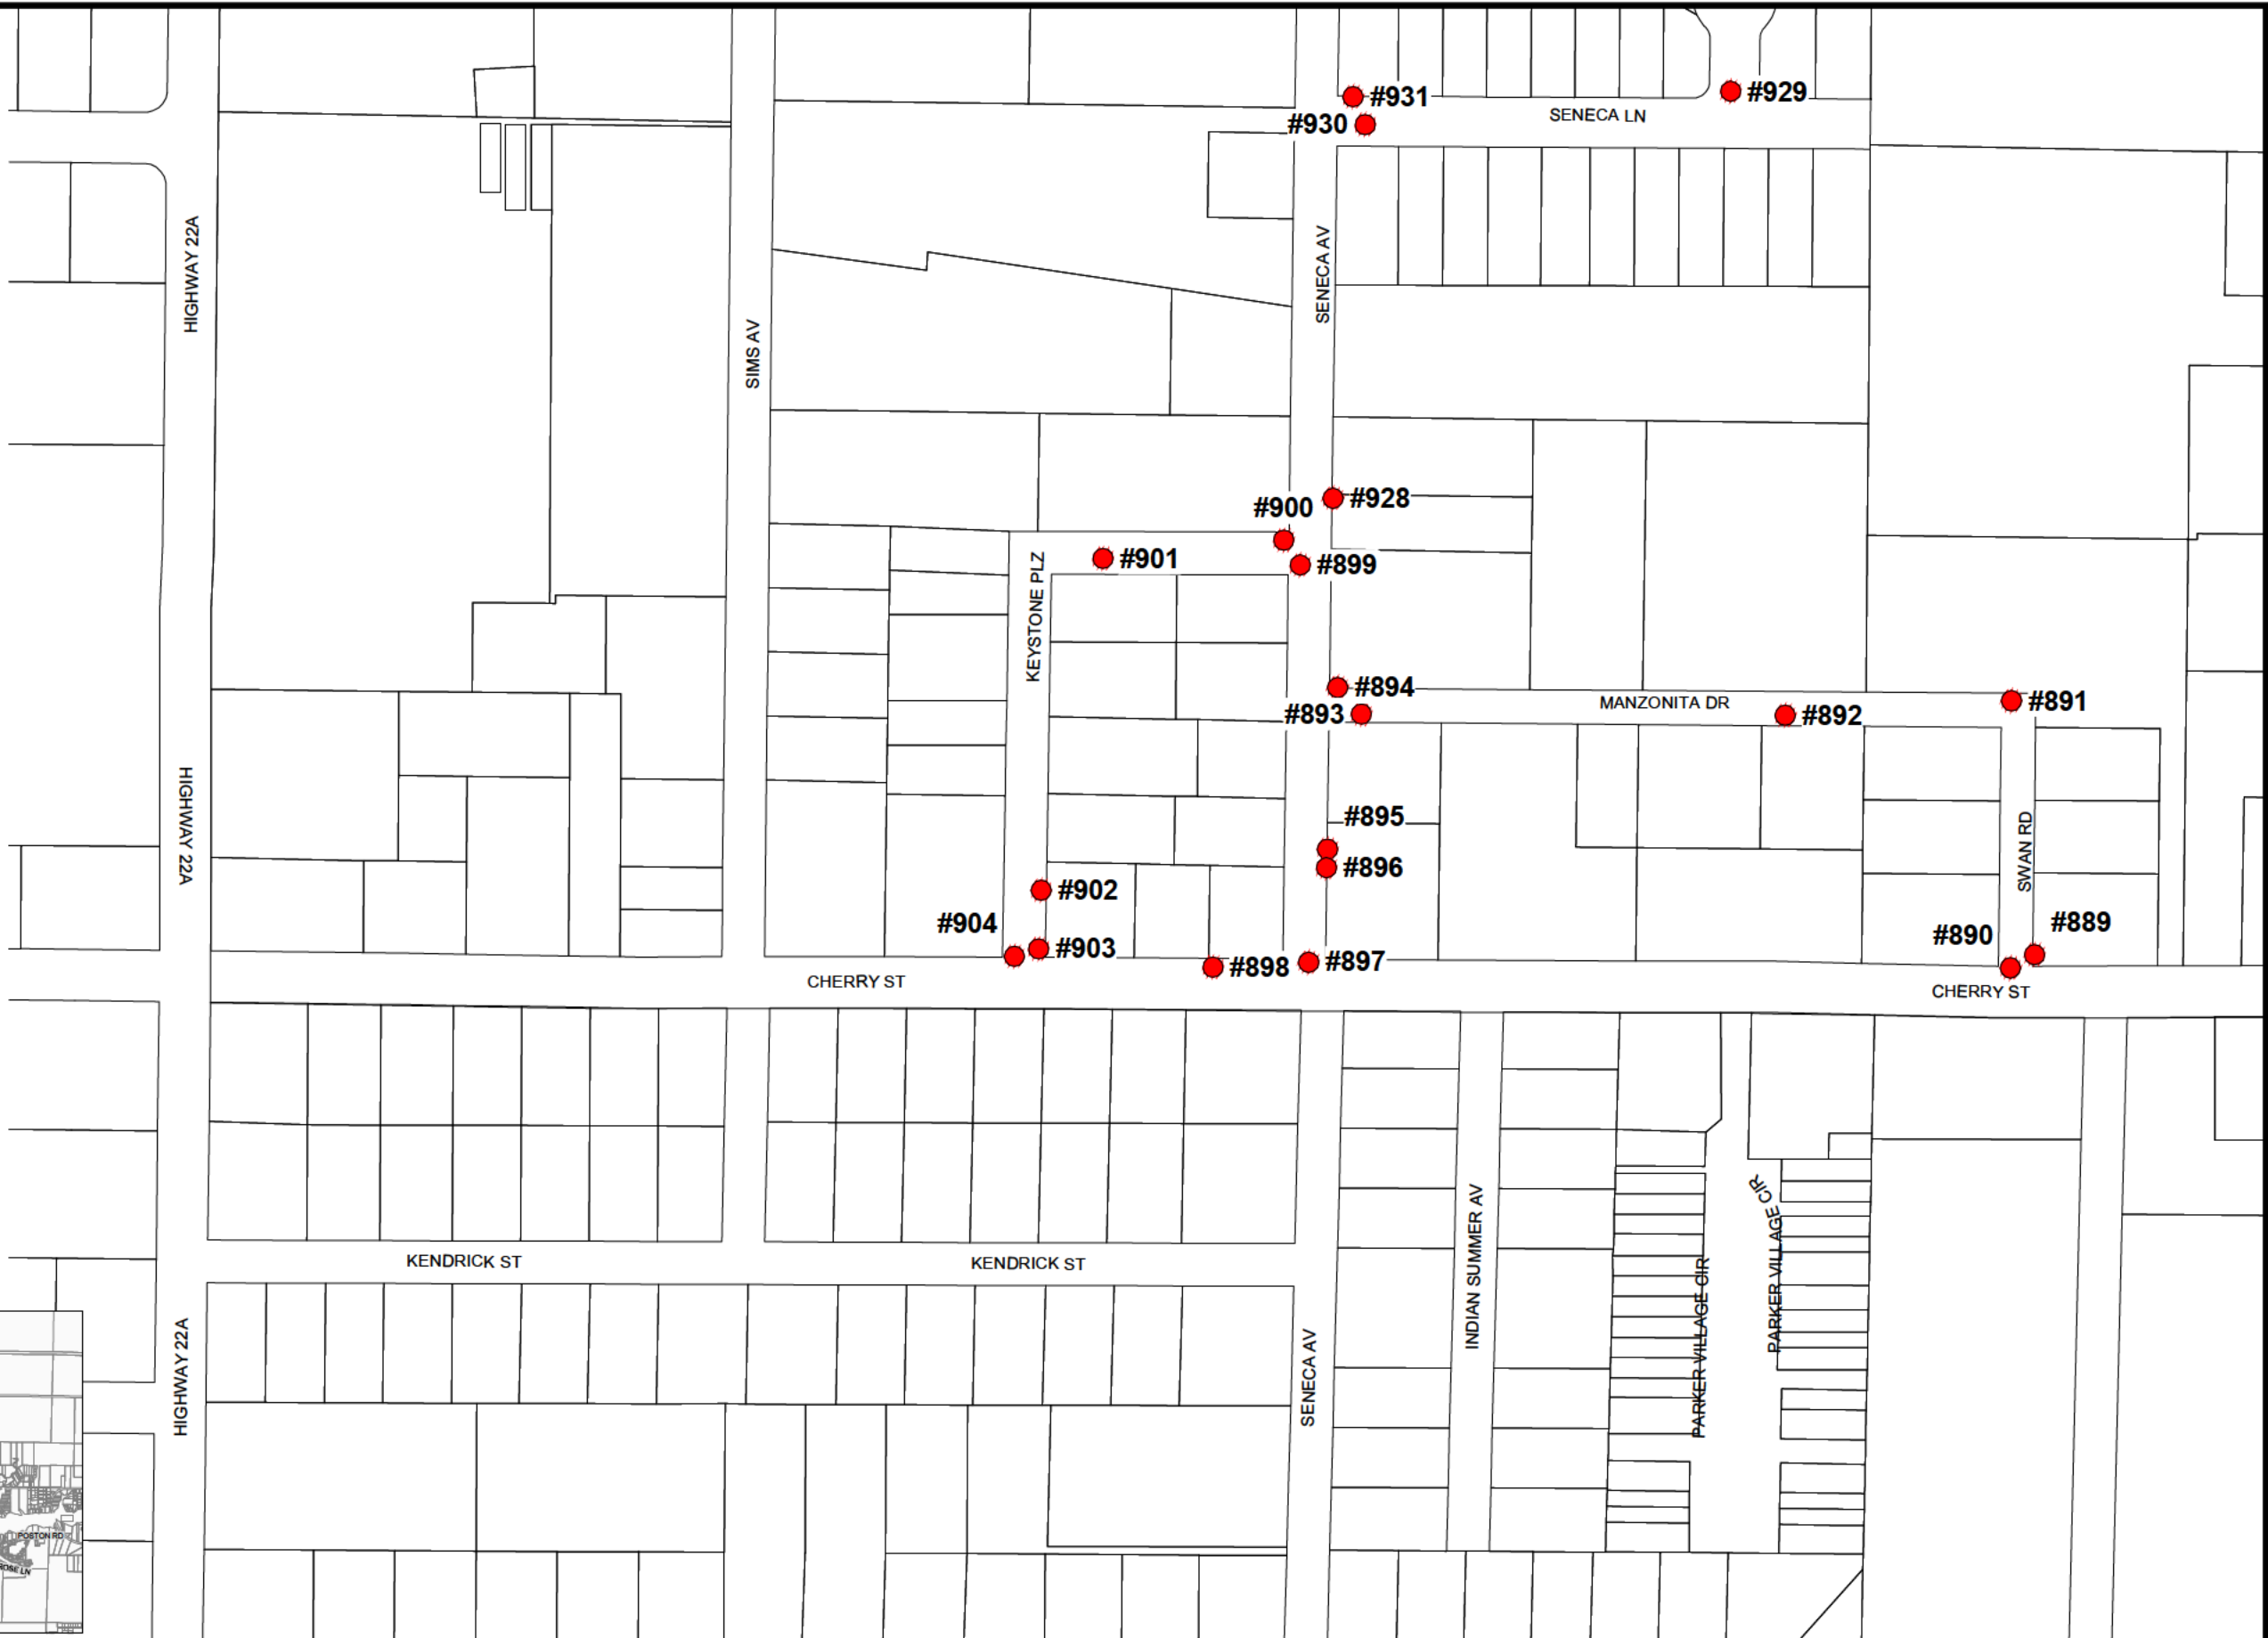 #931
#929
SENECA LN
#930
HIGHWAY 22A
SENECA AV
SIMS AV
#928
#900
#901
#899
KEYSTONE PLZ
#894
MANZONITA DR
#891
#893
#892
HIGHWAY 22A
#895
SWAN RD
#896
#902
#904
#889
#890
#903
#898
#897
CHERRY ST
CHERRY ST
PARKER VILLAGE CIR
INDIAN SUMMER AV
KENDRICK ST
KENDRICK ST
PARKER VILLAGE CIR
HIGHWAY 22A
SENECA AV
POSTON RD